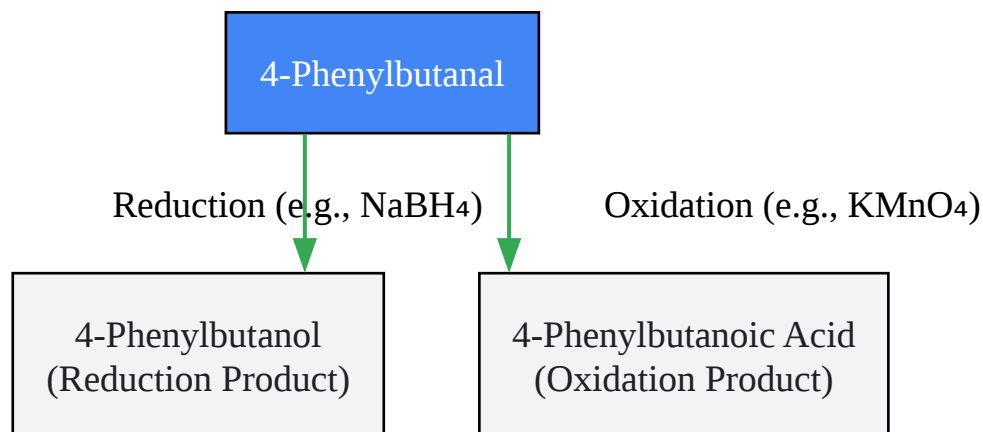 4-Phenylbutanal
Reduction (e.g., NaBH₄)
Oxidation (e.g., KMnO₄)
4-Phenylbutanol
(Reduction Product)
4-Phenylbutanoic Acid
(Oxidation Product)